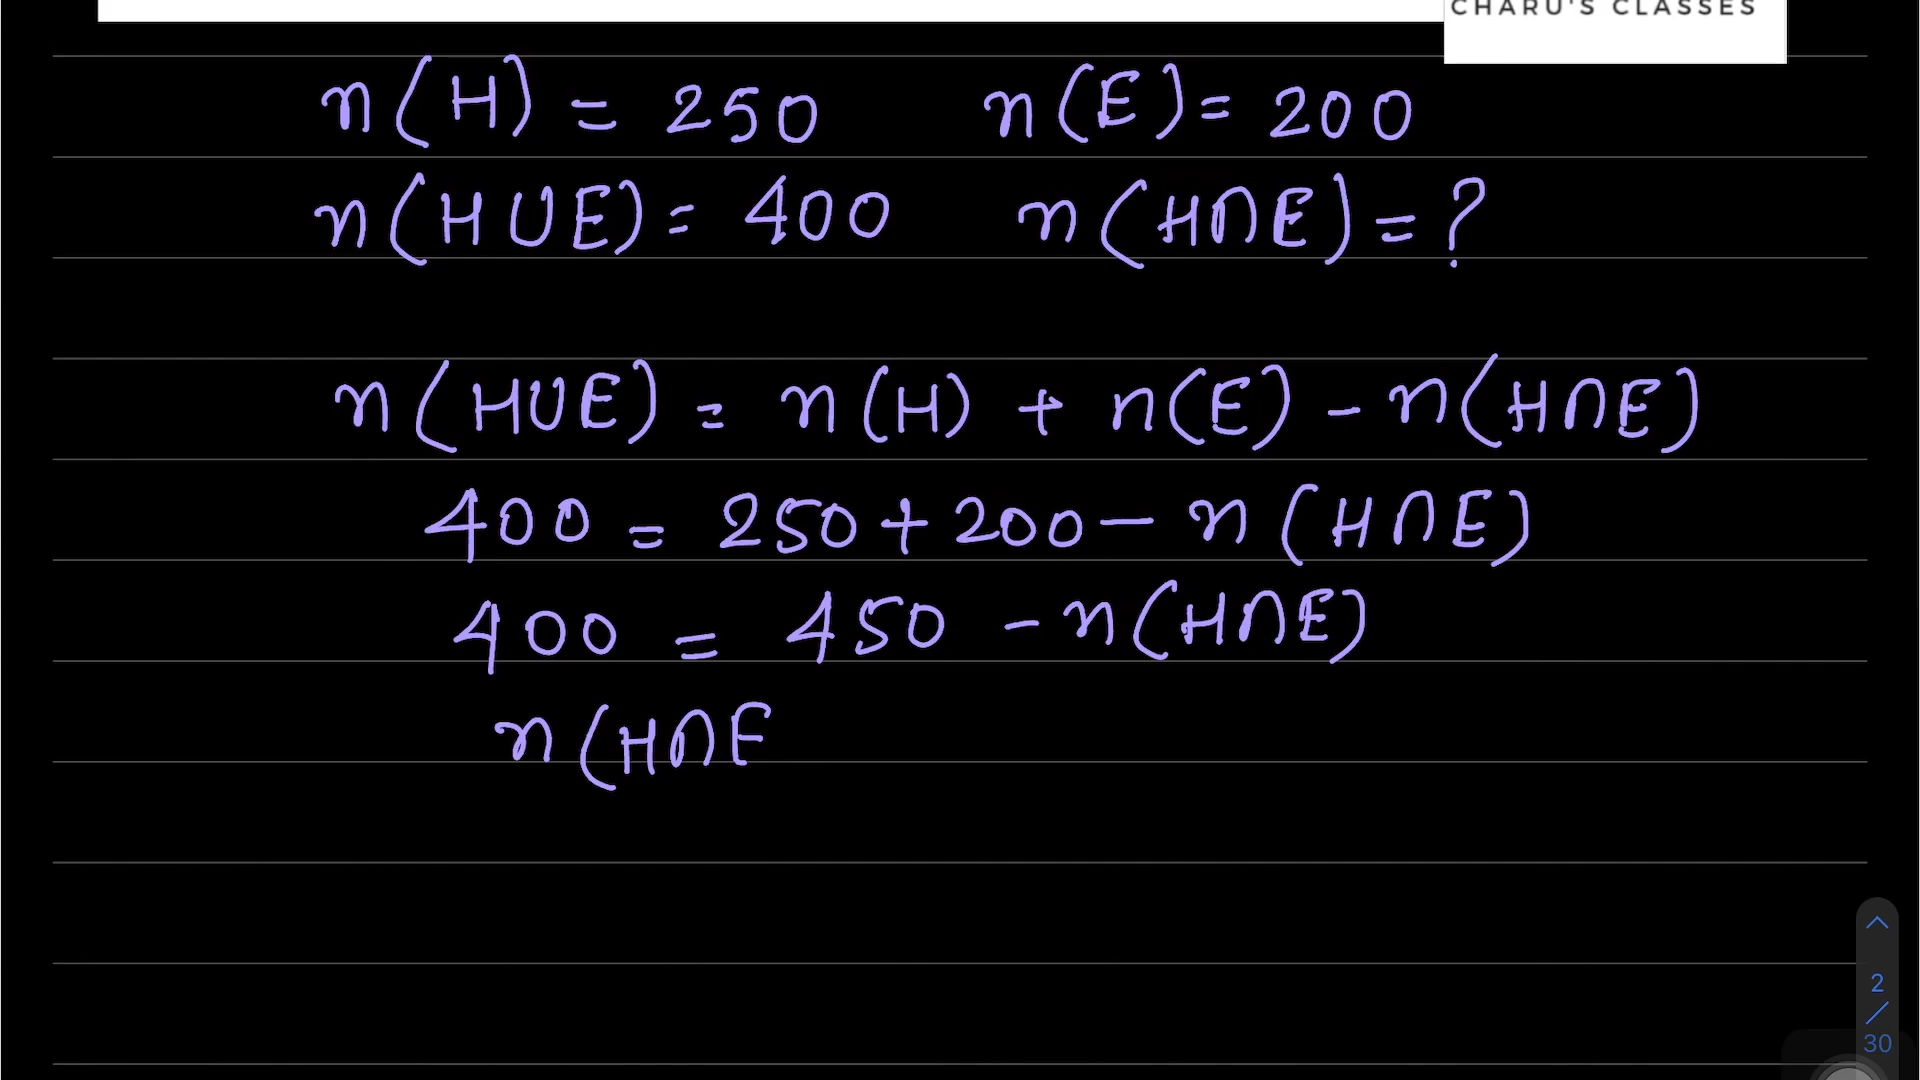 CHARU'S CLASSES
n(H) = 250 n(E) = 200
n(H∪E) = 400 n(H∩E) = ?
n(H∪E) = n(H) + n(E) - n(H∩E)
400 = 250 + 200 - n(H∩E)
400 = 450 - n(H∩E)
n(H∩E
2
/
30